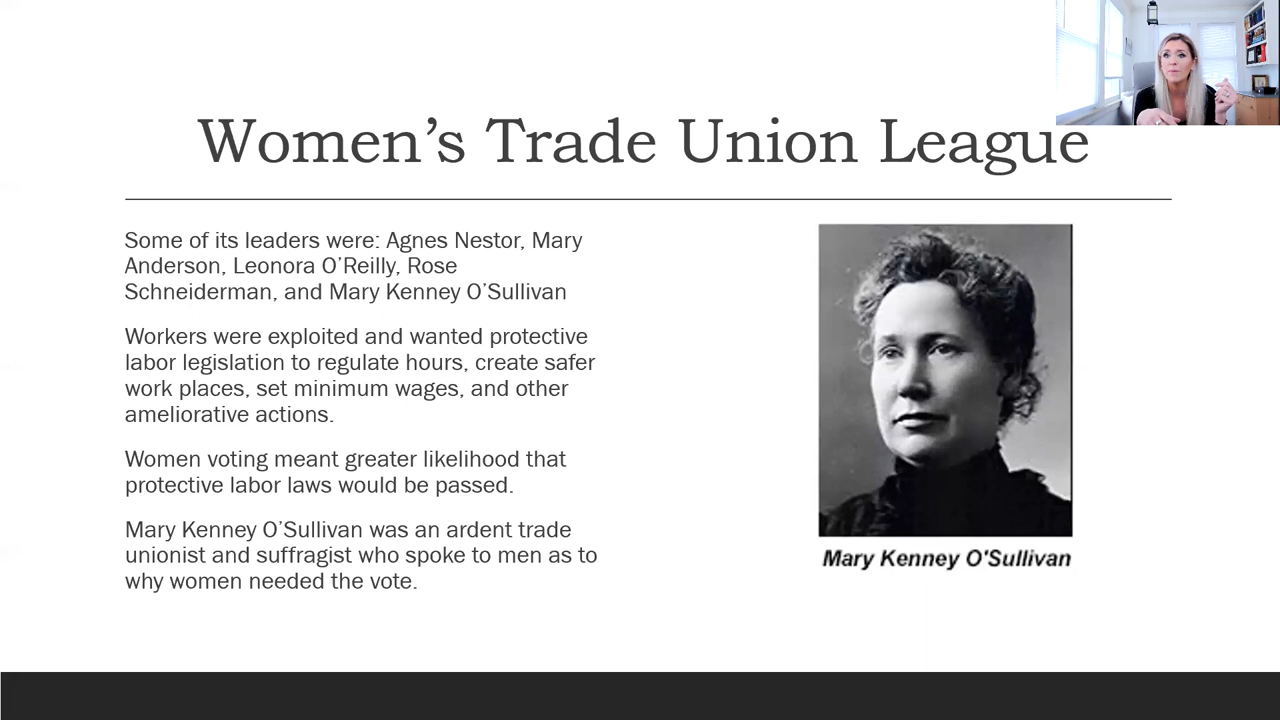 Women’s Trade Union League
Some of its leaders were: Agnes Nestor, Mary
Anderson, Leonora O’Reilly, Rose
Schneiderman, and Mary Kenney O’Sullivan
Workers were exploited and wanted protective
labor legislation to regulate hours, create safer
work places, set minimum wages, and other
ameliorative actions.
Women voting meant greater likelihood that
protective labor laws would be passed.
Mary Kenney O’Sullivan was an ardent trade
unionist and suffragist who spoke to men as to
why women needed the vote.
Mary Kenney O'Sullivan